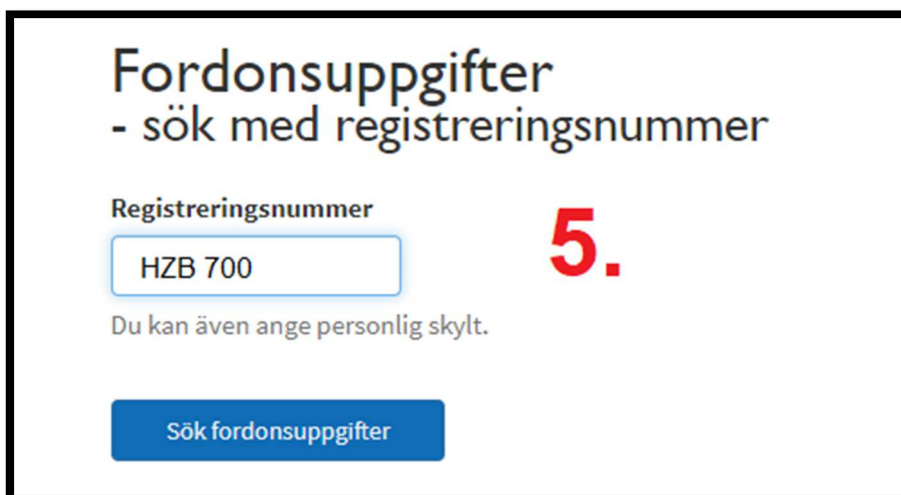 Fordonsuppgifter
- sök med registreringsnummer
Registreringsnummer
5.
HZB 700
Du kan även ange personlig skylt.
Sök fordonsuppgifter